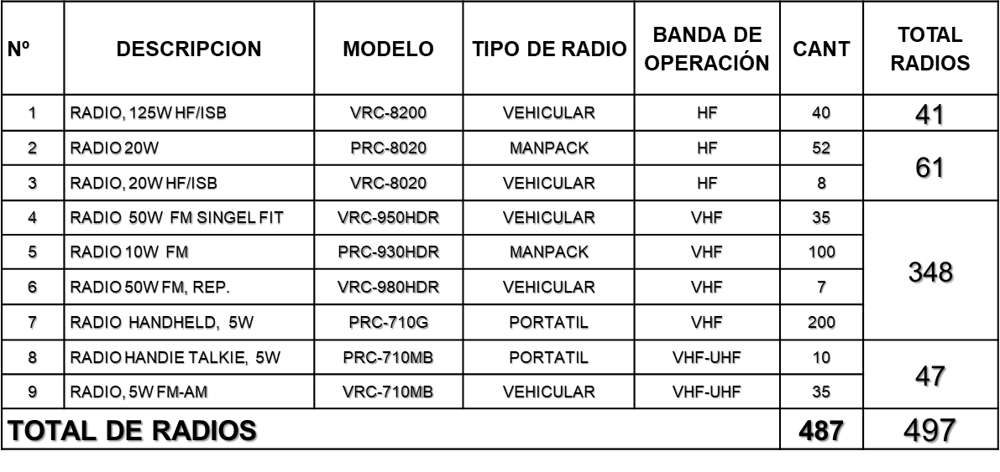 Nº DESCRIPCION MODELO TIPO DE RADIO BANDA DE OPERACIÓN CANT TOTAL RADIOS
1 RADIO, 125W HF/ISB VRC-8200 VEHICULAR HF 40 41
2 RADIO 20W PRC-8020 MANPACK HF 52 61
3 RADIO, 20W HF/ISB VRC-8020 VEHICULAR HF 8
4 RADIO 50W FM SINGEL FIT VRC-950HDR VEHICULAR VHF 35 348
5 RADIO 10W FM PRC-930HDR MANPACK VHF 100
6 RADIO 50W FM, REP. VRC-980HDR VEHICULAR VHF 7
7 RADIO HANDHELD, 5W PRC-710G PORTATIL VHF 200
8 RADIO HANDIE TALKIE, 5W PRC-710MB PORTATIL VHF-UHF 10 47
9 RADIO, 5W FM-AM VRC-710MB VEHICULAR VHF-UHF 35
TOTAL DE RADIOS 487 497